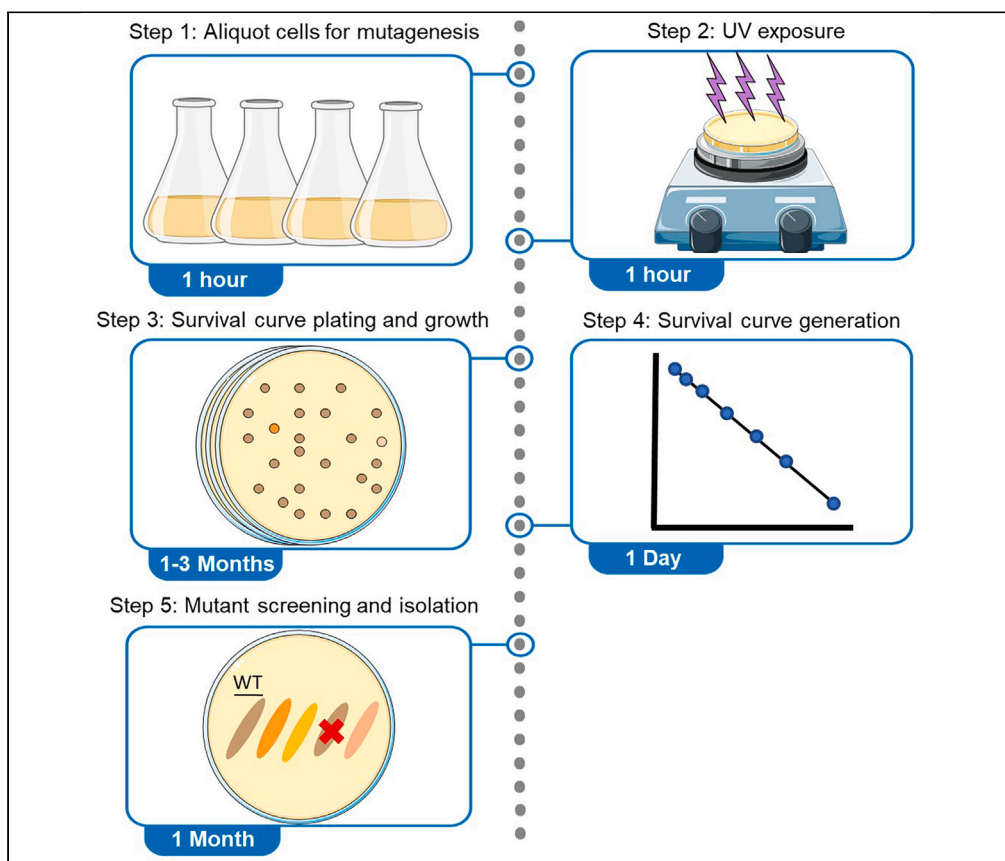 Step 1: Aliquot cells for mutagenesis
1 hour
Step 2: UV exposure
1 hour
Step 3: Survival curve plating and growth
1-3 Months
Step 4: Survival curve generation
1 Day
Step 5: Mutant screening and isolation
WT
1 Month